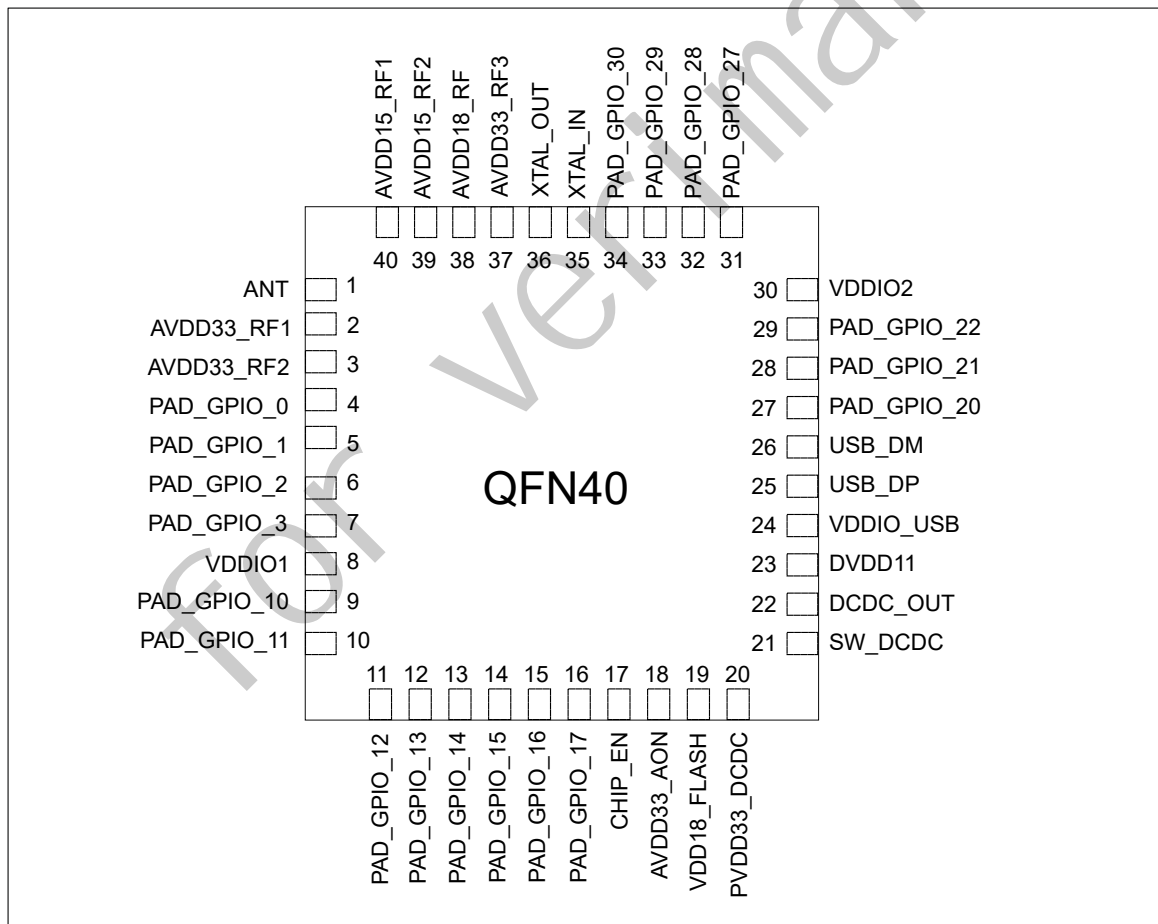 AVDD15_RF1
AVDD15_RF2
AVDD18_RF
AVDD33_RF3
XTAL_OUT
XTAL_IN
PAD_GPIO_30
PAD_GPIO_29
PAD_GPIO_28
PAD_GPIO_27
40 39 38 37 36 35 34 33 32 31
ANT 1
AVDD33_RF1 2
AVDD33_RF2 3
PAD_GPIO_0 4
PAD_GPIO_1 5
PAD_GPIO_2 6
PAD_GPIO_3 7
VDDIO1 8
PAD_GPIO_10 9
PAD_GPIO_11 10
QFN40
30 VDDIO2
29 PAD_GPIO_22
28 PAD_GPIO_21
27 PAD_GPIO_20
26 USB_DM
25 USB_DP
24 VDDIO_USB
23 DVDD11
22 DCDC_OUT
21 SW_DCDC
11 12 13 14 15 16 17 18 19 20
PAD_GPIO_12
PAD_GPIO_13
PAD_GPIO_14
PAD_GPIO_15
PAD_GPIO_16
PAD_GPIO_17
CHIP_EN
AVDD33_AON
VDD18_FLASH
PVDD33_DCDC
for